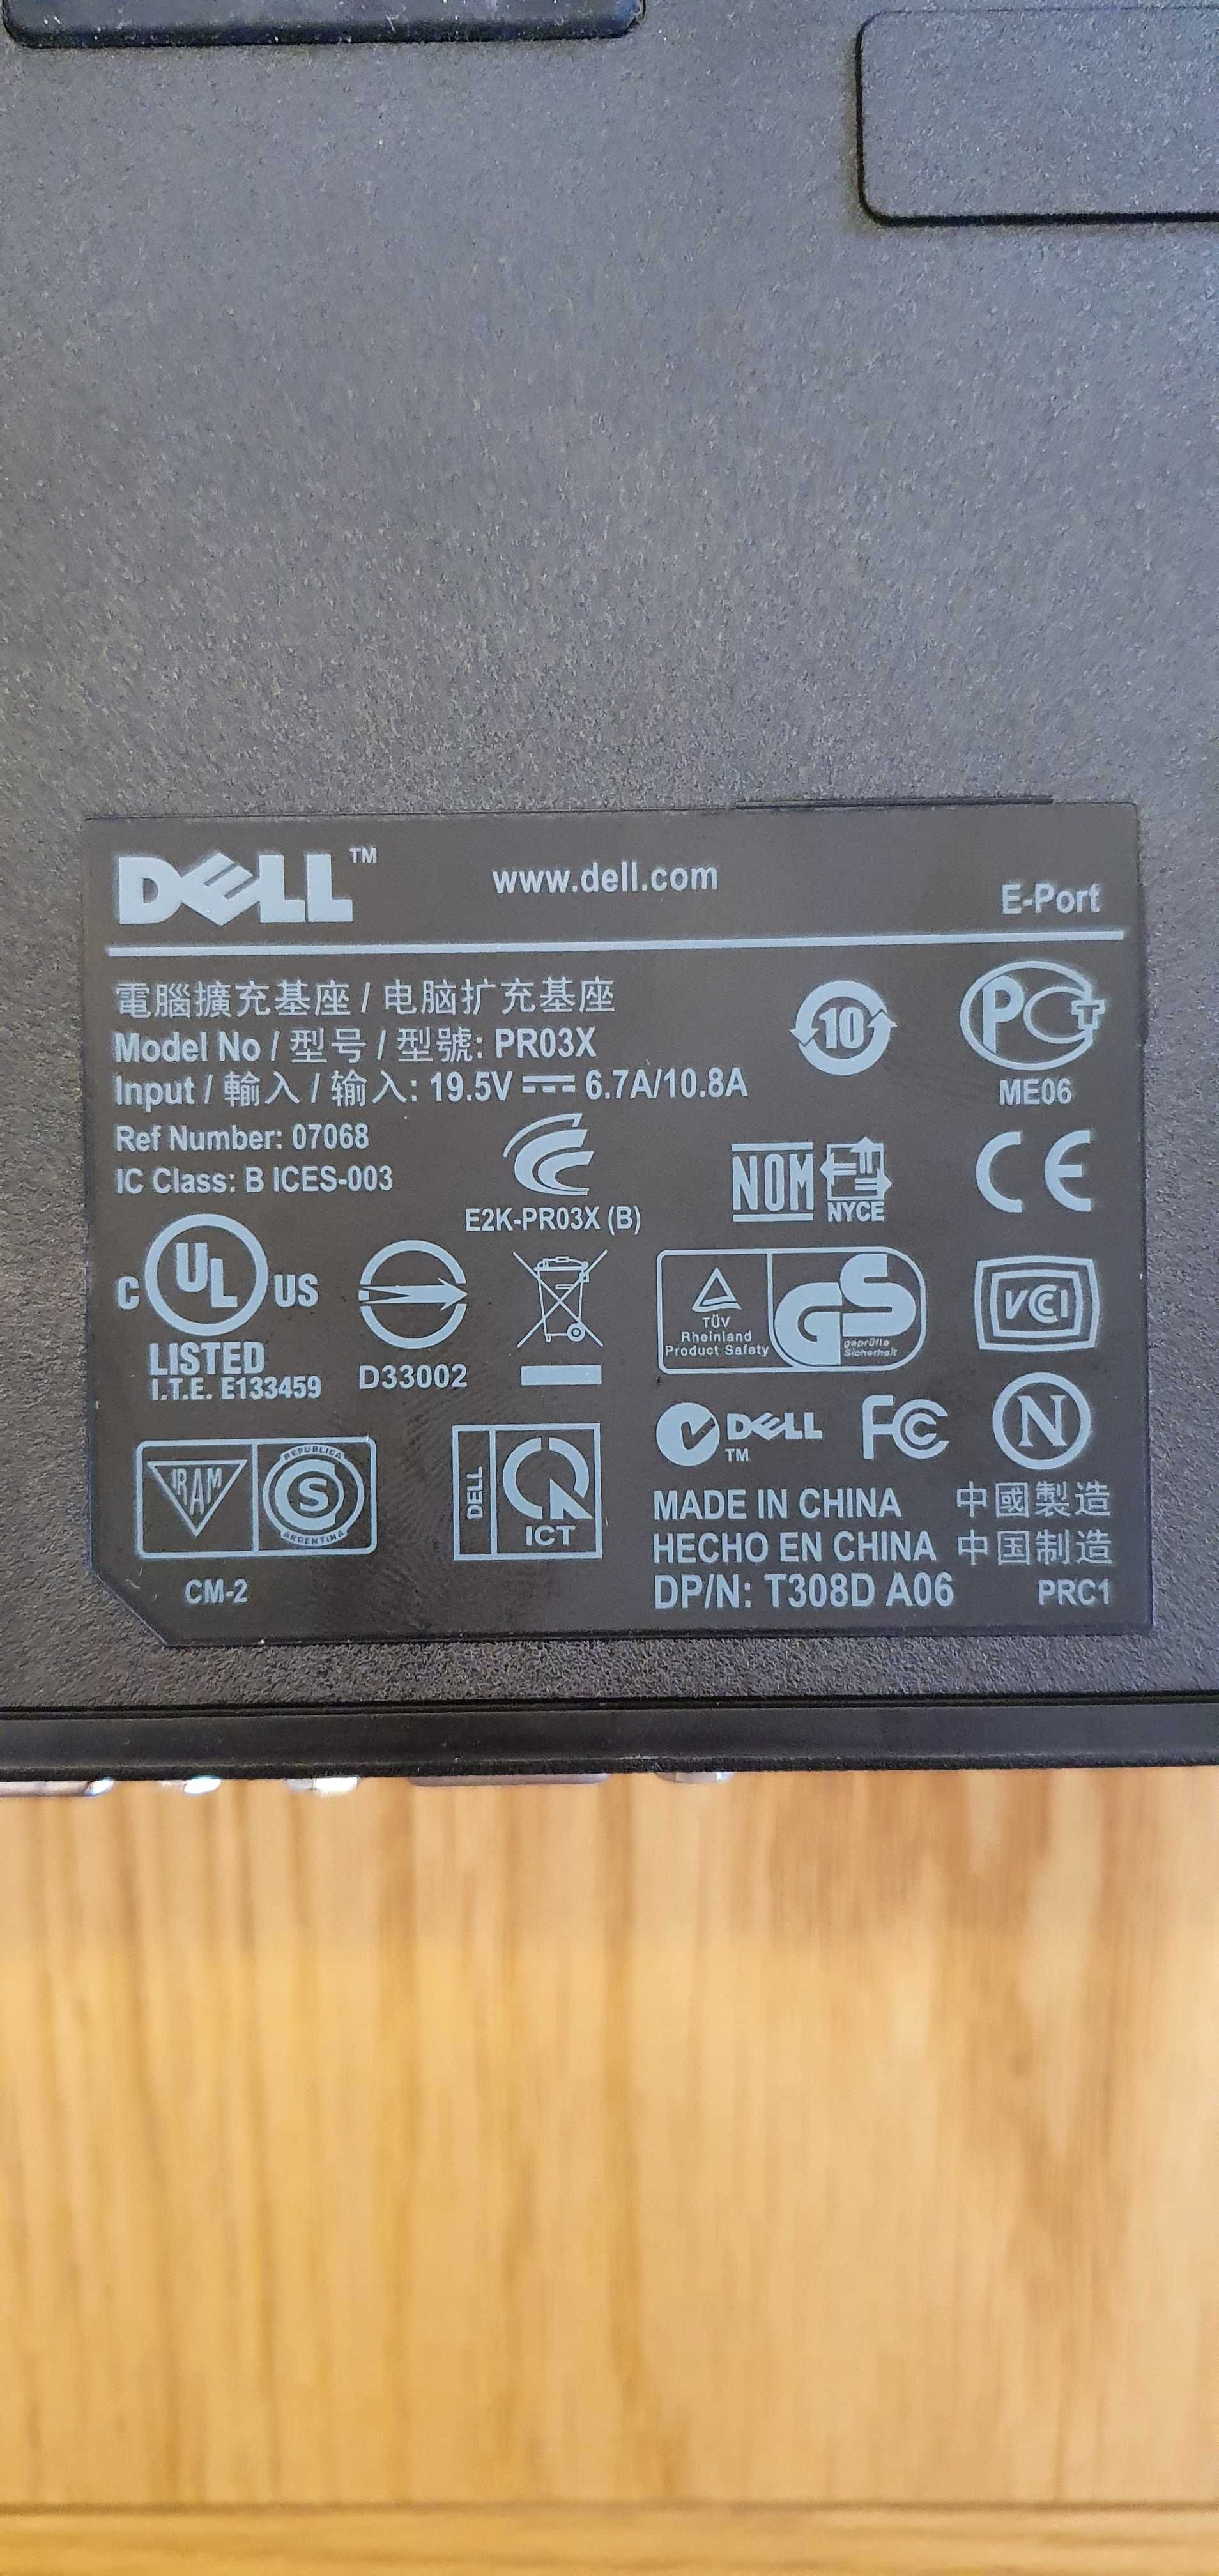 DELL™ www.dell.com E-Port
電腦擴充基座 / 电脑扩充基座
Model No / 型号 / 型號: PR03X
Input / 輸入 / 输入: 19.5V ⎓ 6.7A/10.8A
Ref Number: 07068
IC Class: B ICES-003
10
PCT
ME06
E2K-PR03X (B)
NOM NYCE
CE
C UL US
LISTED
I.T.E. E133459
D33002
TÜV
Rheinland
Product Safety
GS
geprüfte
Sicherheit
VCI
DELL
TM
FC
N
IRAM
REPUBLICA
S
ARGENTINA
CM-2
DELL
ICT
MADE IN CHINA 中國製造
HECHO EN CHINA 中国制造
DP/N: T308D A06 PRC1